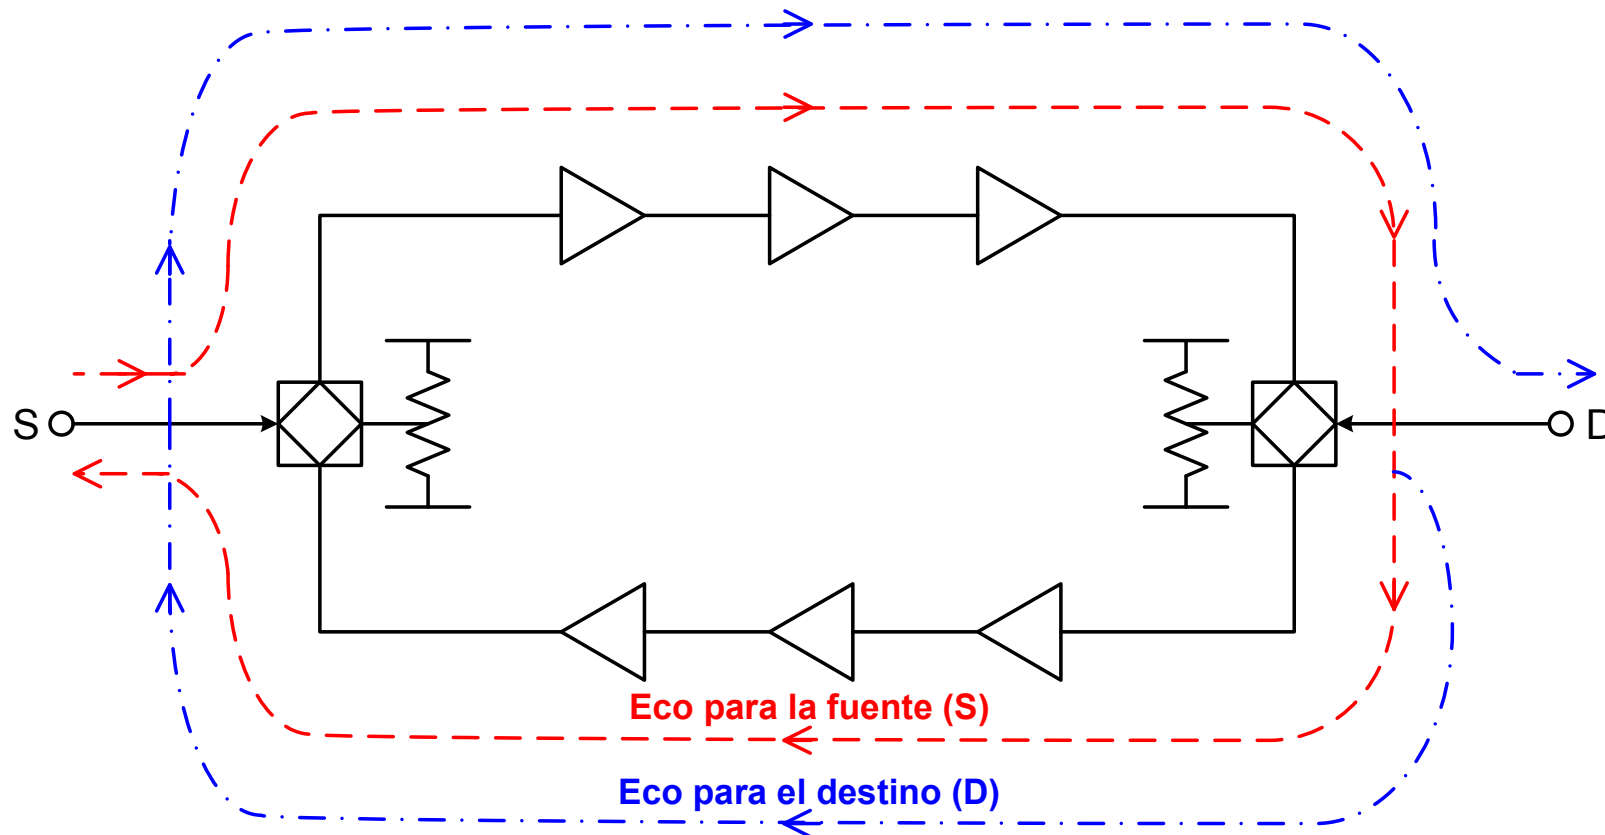 S
D
Eco para la fuente (S)
Eco para el destino (D)